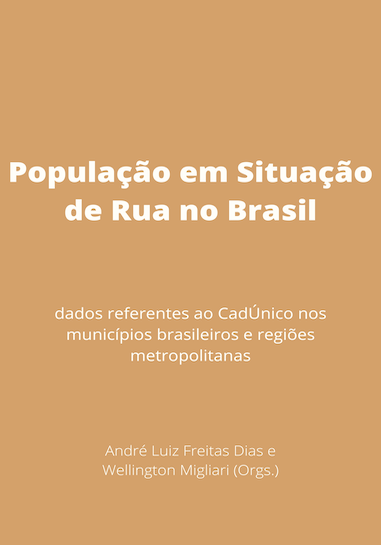 População em Situação
de Rua no Brasil
dados referentes ao CadÚnico nos
municípios brasileiros e regiões
metropolitanas
André Luiz Freitas Dias e
Wellington Migliari (Orgs.)